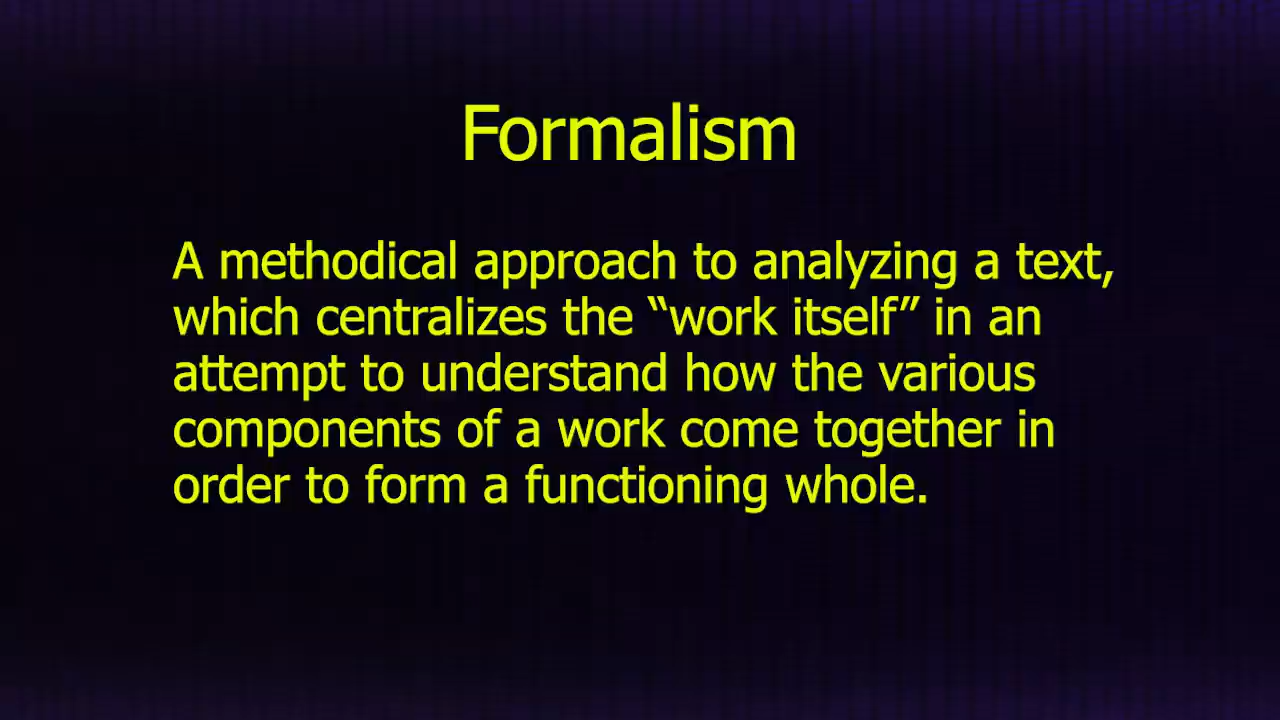 Formalism
A methodical approach to analyzing a text,
which centralizes the “work itself” in an
attempt to understand how the various
components of a work come together in
order to form a functioning whole.